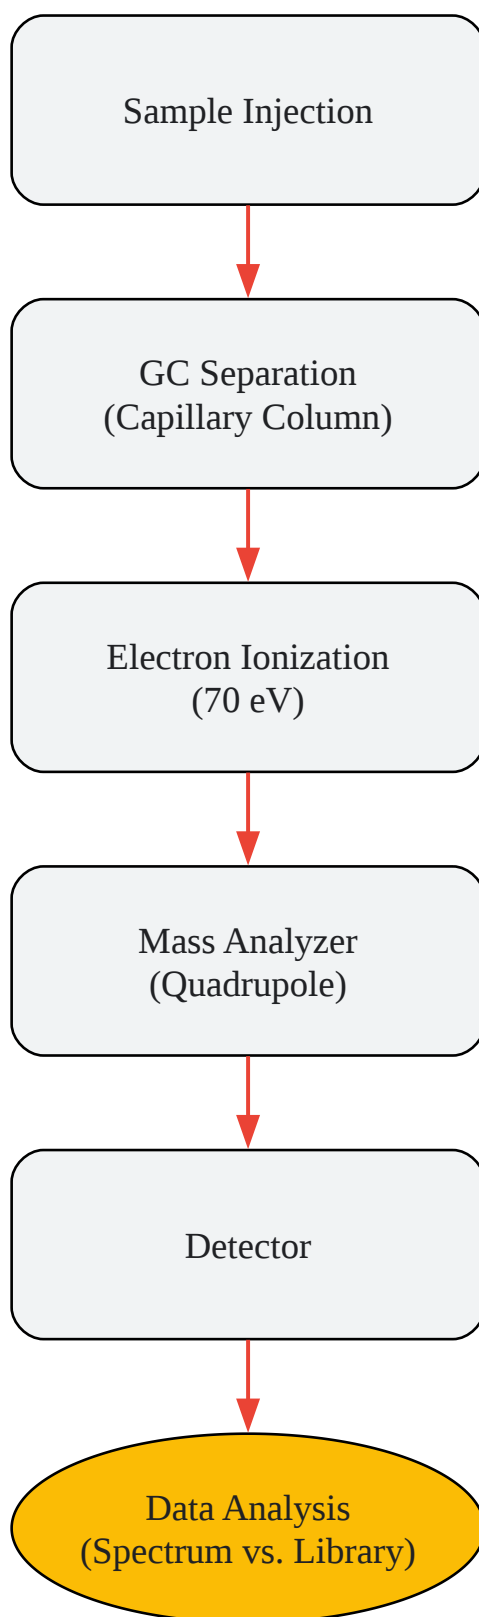 Sample Injection
GC Separation
(Capillary Column)
Electron Ionization
(70 eV)
Mass Analyzer
(Quadrupole)
Detector
Data Analysis
(Spectrum vs. Library)